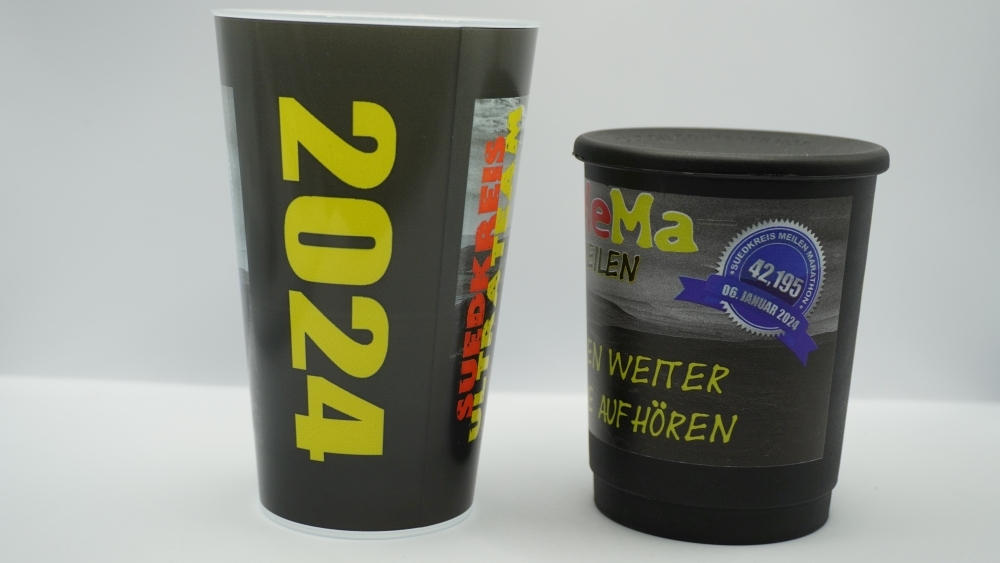 2024
SUEDKREIS
ULTRATEAM
eMa
EILEN
SUEDKREIS MEILEN MARATHON
42,195
06. JANUAR 2024
EN WEITER
AUFHÖREN